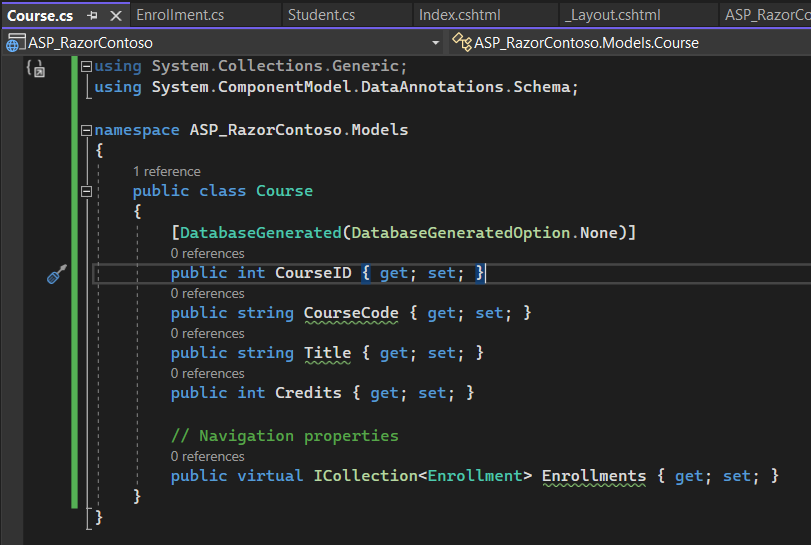 Course.cs
Enrollment.cs
Student.cs
Index.cshtml
_Layout.cshtml
ASP_RazorCo
ASP_RazorContoso
ASP_RazorContoso.Models.Course
using System.Collections.Generic;
using System.ComponentModel.DataAnnotations.Schema;
namespace ASP_RazorContoso.Models
{
1 reference
public class Course
{
[DatabaseGenerated(DatabaseGeneratedOption.None)]
0 references
public int CourseID { get; set; }
0 references
public string CourseCode { get; set; }
0 references
public string Title { get; set; }
0 references
public int Credits { get; set; }
// Navigation properties
0 references
public virtual ICollection<Enrollment> Enrollments { get; set; }
}
}